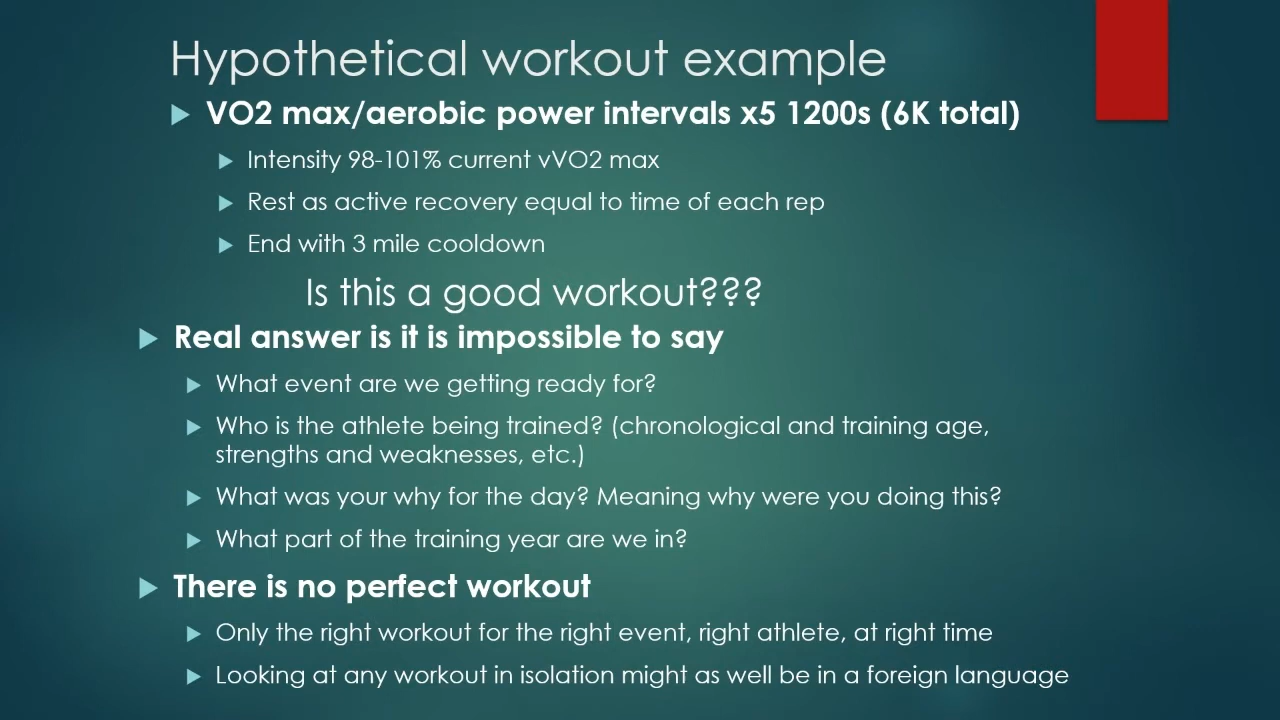 Hypothetical workout example
VO2 max/aerobic power intervals x5 1200s (6K total)
Intensity 98-101% current vVO2 max
Rest as active recovery equal to time of each rep
End with 3 mile cooldown
Is this a good workout???
Real answer is it is impossible to say
What event are we getting ready for?
Who is the athlete being trained? (chronological and training age,
strengths and weaknesses, etc.)
What was your why for the day? Meaning why were you doing this?
What part of the training year are we in?
There is no perfect workout
Only the right workout for the right event, right athlete, at right time
Looking at any workout in isolation might as well be in a foreign language